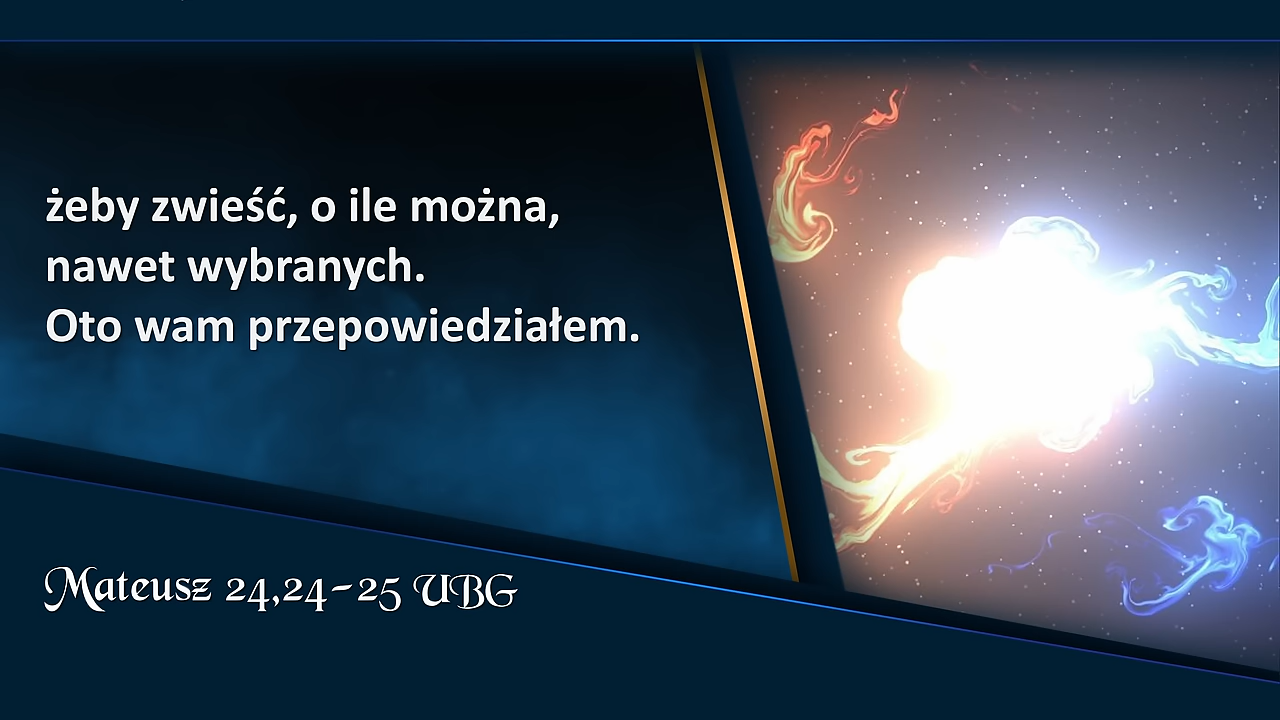 żeby zwieść, o ile można,
nawet wybranych.
Oto wam przepowiedziałem.
Mateusz 24,24-25 UBG